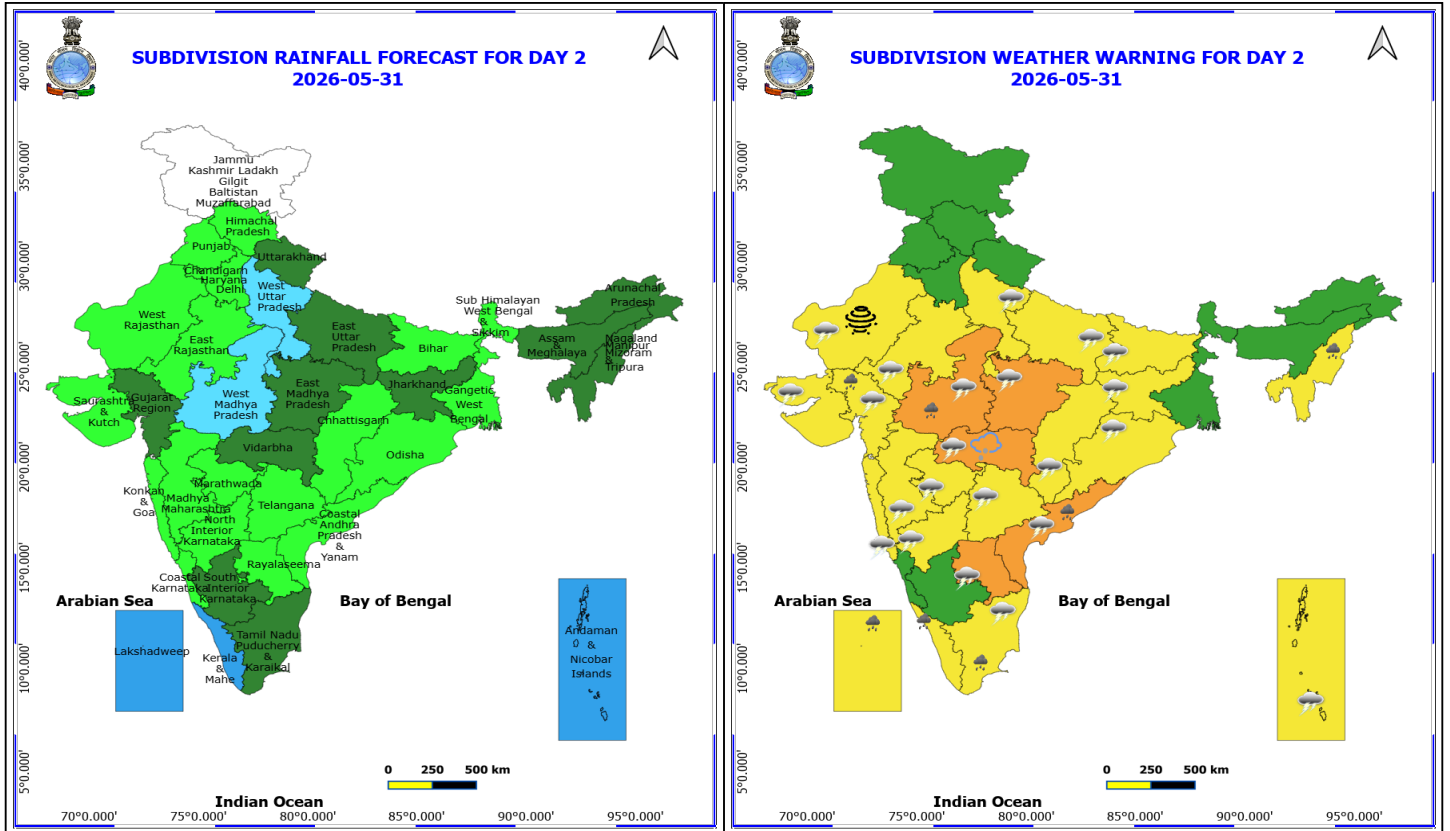 SUBDIVISION RAINFALL FORECAST FOR DAY 2
2026-05-31
40°0.000'
35°0.000'
30°0.000'
25°0.000'
20°0.000'
15°0.000'
10°0.000'
5°0.000'
Jammu
Kashmir Ladakh
Gilgit
Baltistan
Muzaffarabad
Himachal
Pradesh
Punjab
Uttarakhand
Chandigarh
Haryana
Delhi
West
Uttar
Pradesh
Arunachal
Pradesh
Sub Himalayan
West Bengal
&
Sikkim
West
Rajasthan
East
Rajasthan
East
Uttar
Pradesh
Bihar
Assam
&
Meghalaya
Nagaland
Manipur
Mizoram
&
Tripura
Saurashtra
&
Kutch
Gujarat
Region
West
Madhya
Pradesh
East
Madhya
Pradesh
Jharkhand
Gangetic
West
Bengal
Chhattisgarh
Vidarbha
Odisha
Konkan
&
Goa
Madhya
Maharashtra
Marathwada
Telangana
North
Interior
Karnataka
Coastal
Andhra
Pradesh
&
Yanam
Rayalaseema
Coastal
Karnataka
South
Interior
Karnataka
Arabian Sea
Bay of Bengal
Lakshadweep
Kerala
&
Mahe
Tamil Nadu
Puducherry
&
Karaikal
Andaman
&
Nicobar
Islands
0 250 500 km
Indian Ocean
70°0.000' 75°0.000' 80°0.000' 85°0.000' 90°0.000' 95°0.000'
SUBDIVISION WEATHER WARNING FOR DAY 2
2026-05-31
40°0.000'
35°0.000'
30°0.000'
25°0.000'
20°0.000'
15°0.000'
10°0.000'
5°0.000'
Arabian Sea
Bay of Bengal
0 250 500 km
Indian Ocean
70°0.000' 75°0.000' 80°0.000' 85°0.000' 90°0.000' 95°0.000'